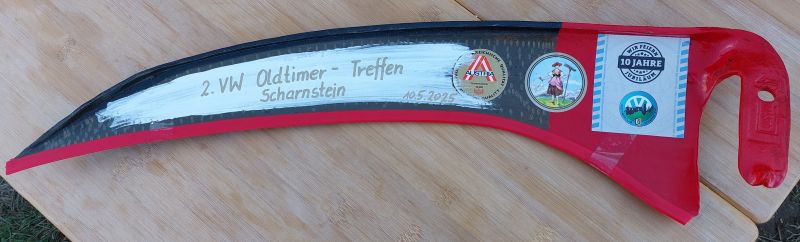 2. VW Oldtimer - Treffen
Scharnstein 10.5.2025
AUSTRIA
WIR FEIERN
10 JAHRE
JUBILÄUM